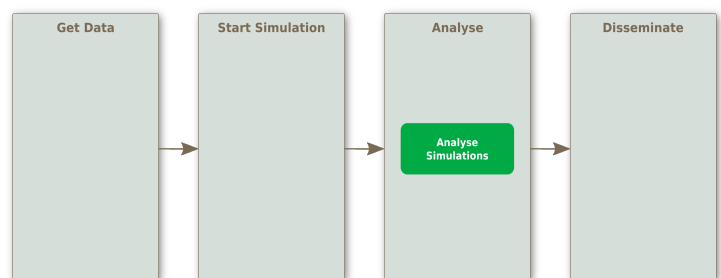 Get Data
Start Simulation
Analyse
Disseminate
Analyse
Simulations